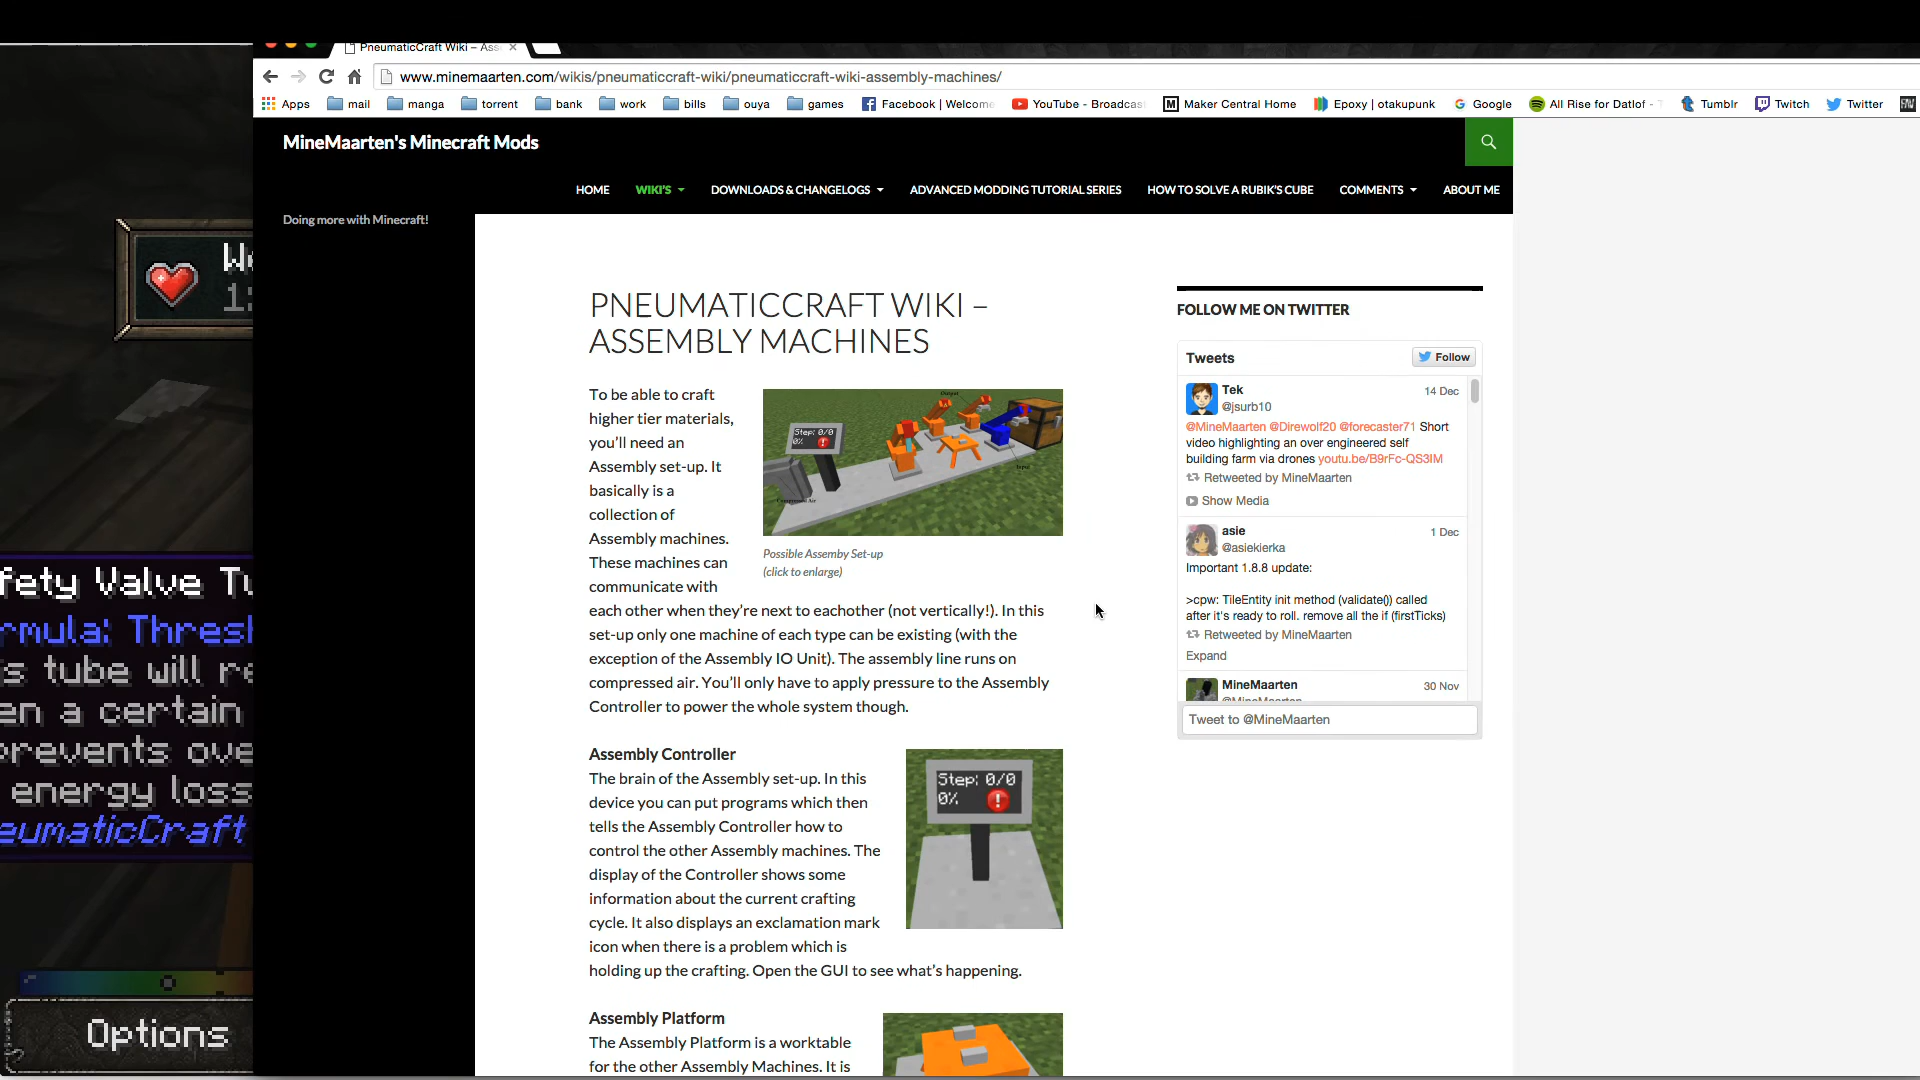 PneumaticCraft Wiki – Ass
www.minemaarten.com/wikis/pneumaticcraft-wiki/pneumaticcraft-wiki-assembly-machines/
Apps mail manga torrent bank work bills ouya games Facebook | Welcome YouTube - Broadcas Maker Central Home Epoxy | otakupunk Google All Rise for Datlof - Tumblr Twitch Twitter
MineMaarten's Minecraft Mods
HOME WIKI'S DOWNLOADS & CHANGELOGS ADVANCED MODDING TUTORIAL SERIES HOW TO SOLVE A RUBIK'S CUBE COMMENTS ABOUT ME
Doing more with Minecraft!
PNEUMATICCRAFT WIKI –
ASSEMBLY MACHINES
To be able to craft
higher tier materials,
you'll need an
Assembly set-up. It
basically is a
collection of
Assembly machines.
These machines can
communicate with
each other when they're next to eachother (not vertically!). In this
set-up only one machine of each type can be existing (with the
exception of the Assembly IO Unit). The assembly line runs on
compressed air. You'll only have to apply pressure to the Assembly
Controller to power the whole system though.
Output
Step: 0/0
0%
Input
Compressed Air
Possible Assemby Set-up
(click to enlarge)
Assembly Controller
The brain of the Assembly set-up. In this
device you can put programs which then
tells the Assembly Controller how to
control the other Assembly machines. The
display of the Controller shows some
information about the current crafting
cycle. It also displays an exclamation mark
icon when there is a problem which is
holding up the crafting. Open the GUI to see what's happening.
Step: 0/0
0%
Assembly Platform
The Assembly Platform is a worktable
for the other Assembly Machines. It is
FOLLOW ME ON TWITTER
Tweets Follow
Tek 14 Dec
@jsurb10
@MineMaarten @Direwolf20 @forecaster71 Short
video highlighting an over engineered self
building farm via drones youtu.be/B9rFc-QS3IM
Retweeted by MineMaarten
Show Media
asie 1 Dec
@asiekierka
Important 1.8.8 update:
>cpw: TileEntity init method (validate()) called
after it's ready to roll. remove all the if (firstTicks)
Retweeted by MineMaarten
Expand
MineMaarten 30 Nov
@MineMaarten
Tweet to @MineMaarten
We
1:
fety Valve Tu
rmula: Thresh
s tube will re
en a certain
prevents ove
energy loss
eumaticCraft
Options